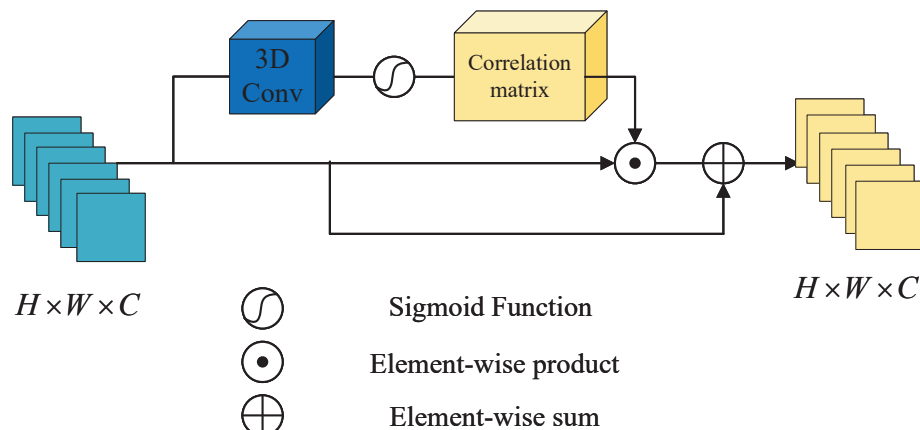 3D
Conv
Correlation
matrix
H×W×C
H×W×C
Sigmoid Function
Element-wise product
Element-wise sum